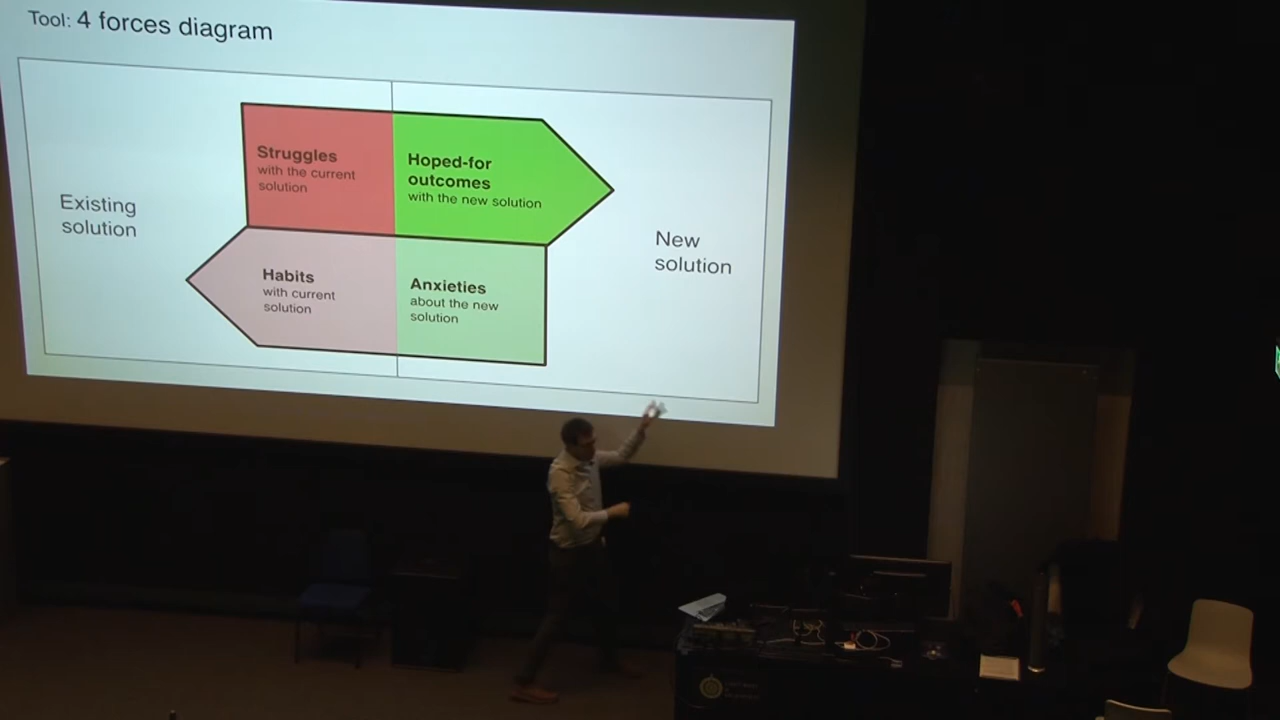 Tool: 4 forces diagram
Existing
solution
Struggles
with the current
solution
Hoped-for
outcomes
with the new solution
Habits
with current
solution
Anxieties
about the new
solution
New
solution